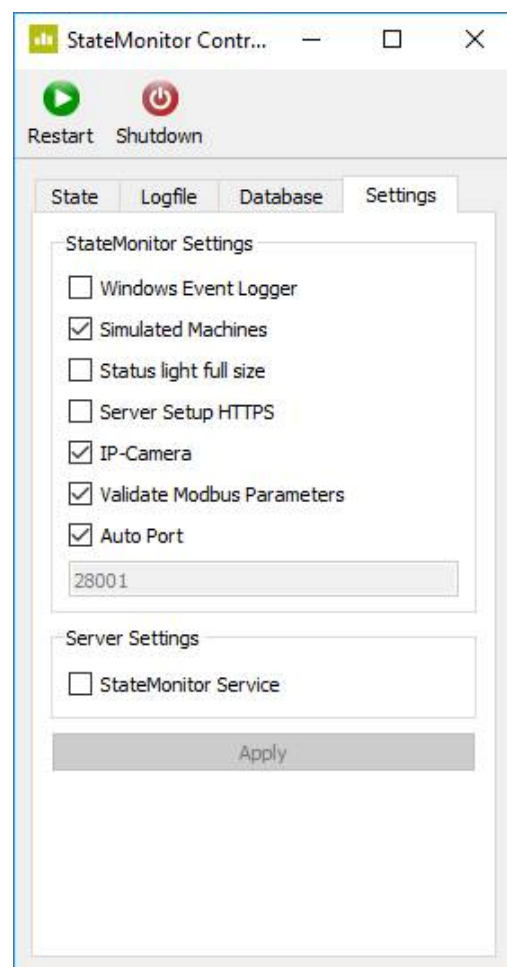 StateMonitor Contr...
Restart Shutdown
State Logfile Database Settings
StateMonitor Settings
Windows Event Logger
Simulated Machines
Status light full size
Server Setup HTTPS
IP-Camera
Validate Modbus Parameters
Auto Port
28001
Server Settings
StateMonitor Service
Apply